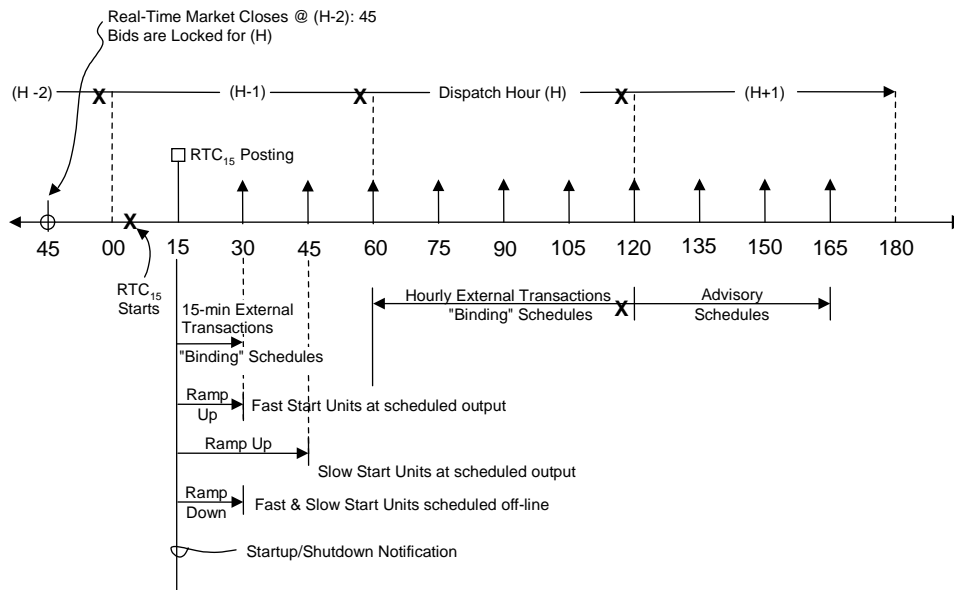 Real-Time Market Closes @ (H-2): 45
Bids are Locked for (H)
(H -2) X (H-1) X Dispatch Hour (H) X (H+1)
RTC15 Posting
X
45 00 15 30 45 60 75 90 105 120 135 150 165 180
RTC15
Starts
15-min External
Transactions
"Binding" Schedules
Hourly External Transactions
"Binding" Schedules X
Advisory
Schedules
Ramp
Up
Fast Start Units at scheduled output
Ramp Up
Slow Start Units at scheduled output
Ramp
Down
Fast & Slow Start Units scheduled off-line
Startup/Shutdown Notification